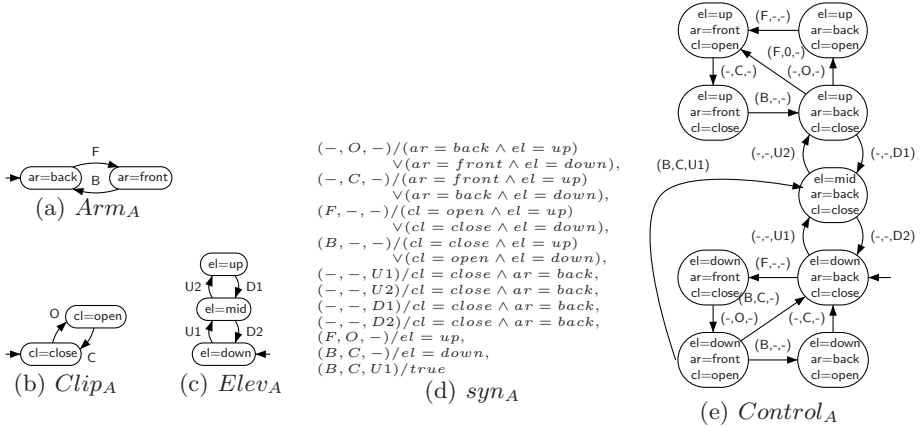 F
ar=back
B
ar=front
(a) Arm_A
O
cl=open
cl=close
C
(b) Clip_A
el=up
U2
D1
el=mid
U1
D2
el=down
(c) Elev_A
(−, O, −)/(ar = back ∧ el = up)
∨(ar = front ∧ el = down),
(−, C, −)/(ar = front ∧ el = up)
∨(ar = back ∧ el = down),
(F, −, −)/(cl = open ∧ el = up)
∨(cl = close ∧ el = down),
(B, −, −)/(cl = close ∧ el = up)
∨(cl = open ∧ el = down),
(−, −, U1)/cl = close ∧ ar = back,
(−, −, U2)/cl = close ∧ ar = back,
(−, −, D1)/cl = close ∧ ar = back,
(−, −, D2)/cl = close ∧ ar = back,
(F, O, −)/el = up,
(B, C, −)/el = down,
(B, C, U1)/true
(d) syn_A
el=up
ar=front
cl=open
(F,-,-)
el=up
ar=back
cl=open
(F,0,-)
(-,C,-)
(-,O,-)
el=up
ar=front
cl=close
(B,-,-)
el=up
ar=back
cl=close
(-,-,U2)
(-,-,D1)
(B,C,U1)
el=mid
ar=back
cl=close
(-,-,U1)
(-,-,D2)
el=down
ar=front
cl=close
(F,-,-)
el=down
ar=back
cl=close
(B,C,-)
(-,O,-)
(-,C,-)
el=down
ar=front
cl=open
(B,-,-)
el=down
ar=back
cl=open
(e) Control_A